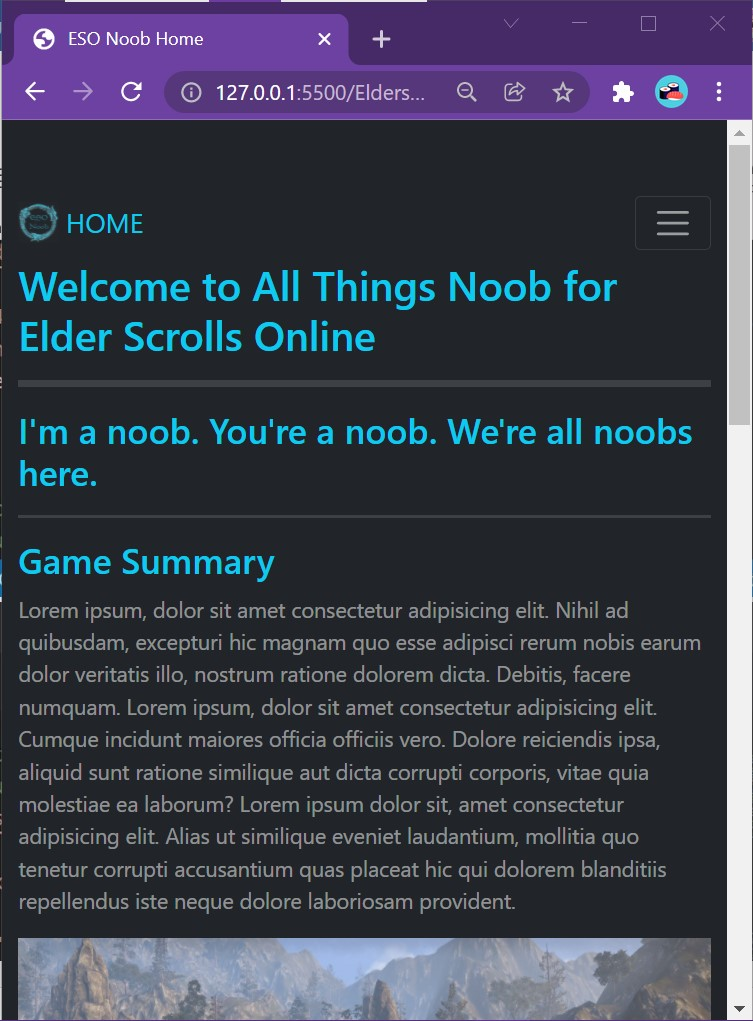 ESO Noob Home
127.0.0.1:5500/Elders...
HOME
Welcome to All Things Noob for
Elder Scrolls Online
I'm a noob. You're a noob. We're all noobs
here.
Game Summary
Lorem ipsum, dolor sit amet consectetur adipisicing elit. Nihil ad
quibusdam, excepturi hic magnam quo esse adipisci rerum nobis earum
dolor veritatis illo, nostrum ratione dolorem dicta. Debitis, facere
numquam. Lorem ipsum, dolor sit amet consectetur adipisicing elit.
Cumque incidunt maiores officia officiis vero. Dolore reiciendis ipsa,
aliquid sunt ratione similique aut dicta corrupti corporis, vitae quia
molestiae ea laborum? Lorem ipsum dolor sit, amet consectetur
adipisicing elit. Alias ut similique eveniet laudantium, mollitia quo
tenetur corrupti accusantium quas placeat hic qui dolorem blanditiis
repellendus iste neque dolore laboriosam provident.